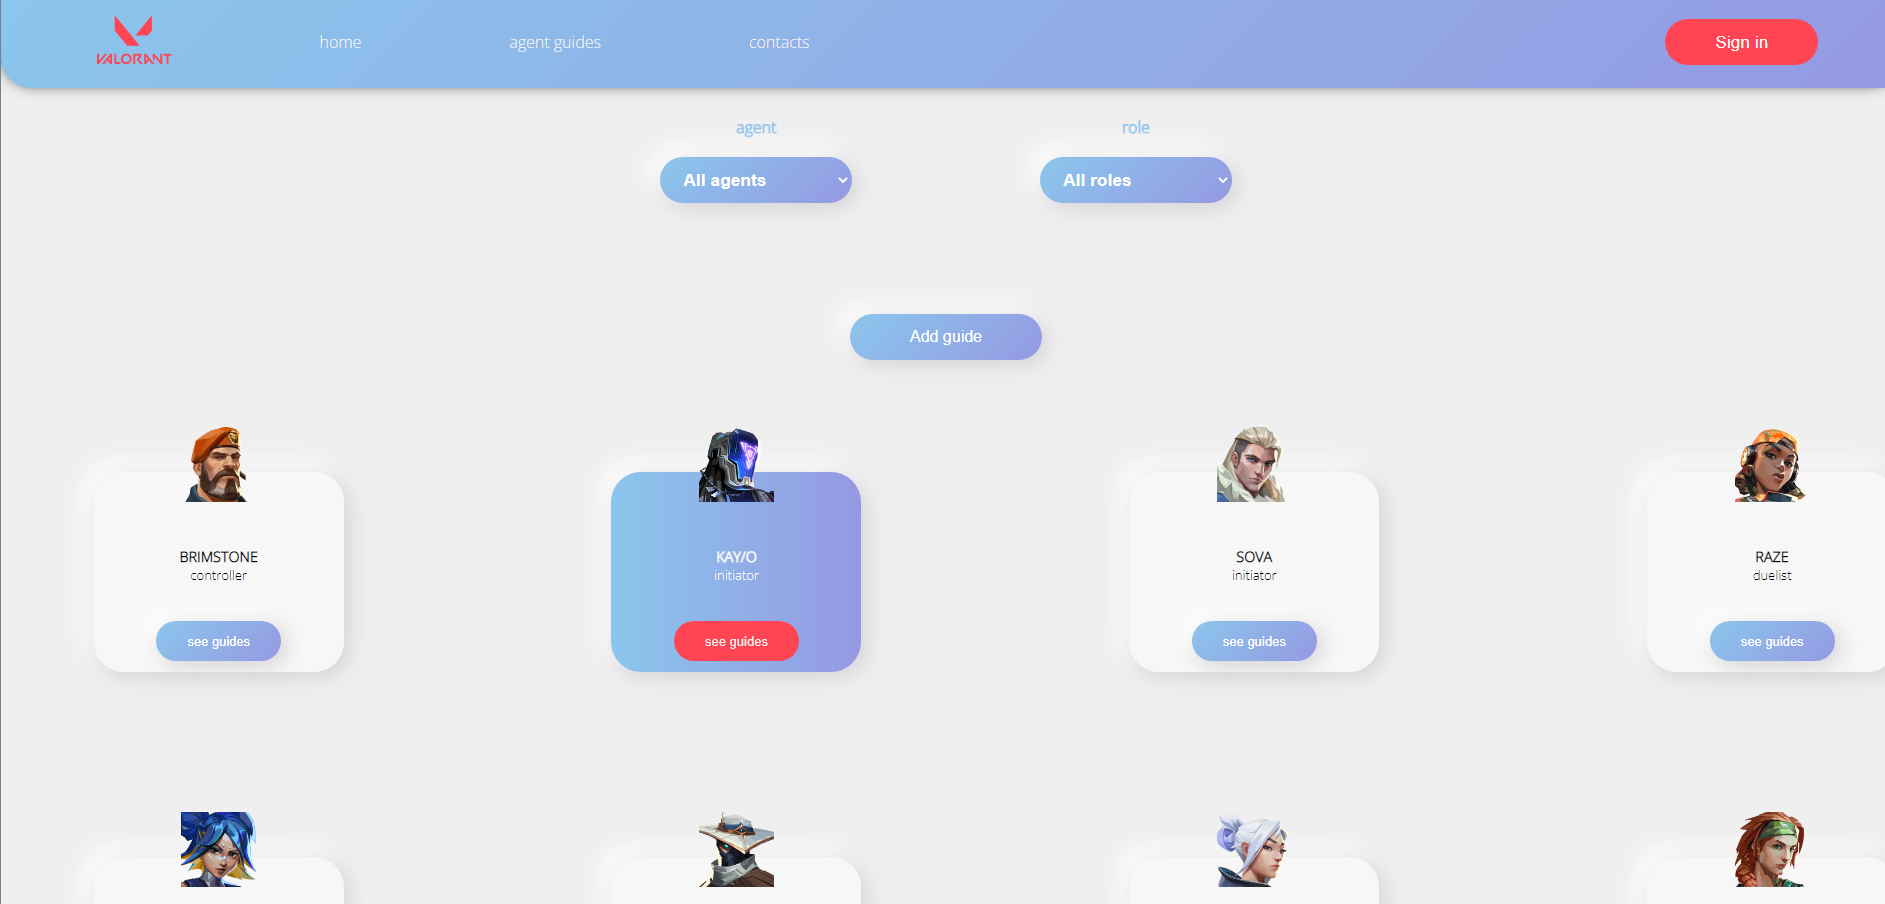 VALORANT
home
agent guides
contacts
Sign in
agent
role
All agents
All roles
Add guide
BRIMSTONE
controller
see guides
KAY/O
initiator
see guides
SOVA
initiator
see guides
RAZE
duelist
see guides